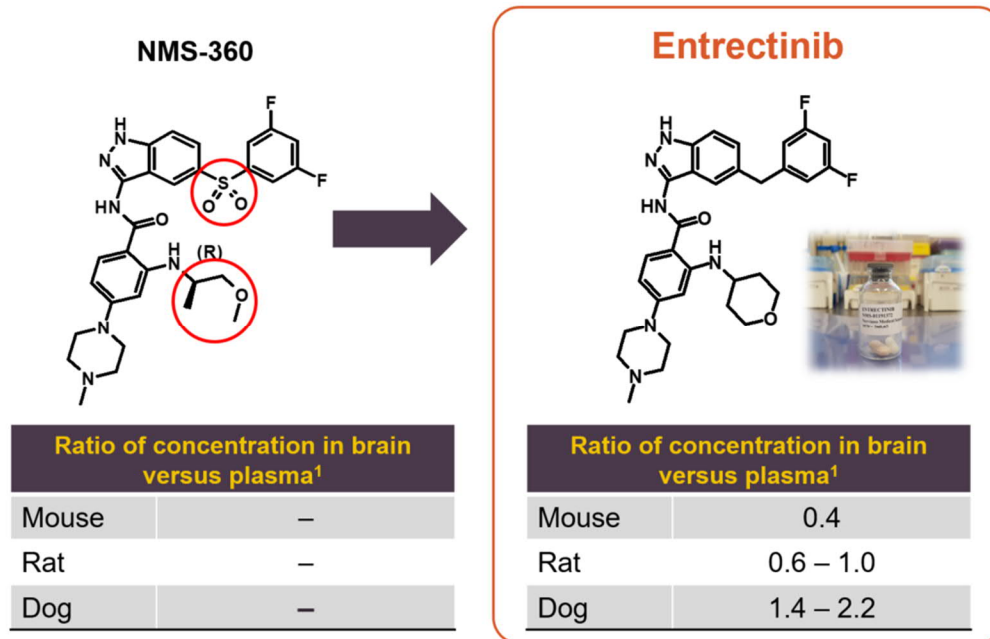 NMS-360
H
N
N
HN
O
S
O
O
F
F
(R)
H
N
O
N
N
Ratio of concentration in brain
versus plasma1
Mouse –
Rat –
Dog –
Entrectinib
H
N
N
HN
O
F
F
H
N
O
N
N
ENTRECTINIB
Ratio of concentration in brain
versus plasma1
Mouse 0.4
Rat 0.6 – 1.0
Dog 1.4 – 2.2